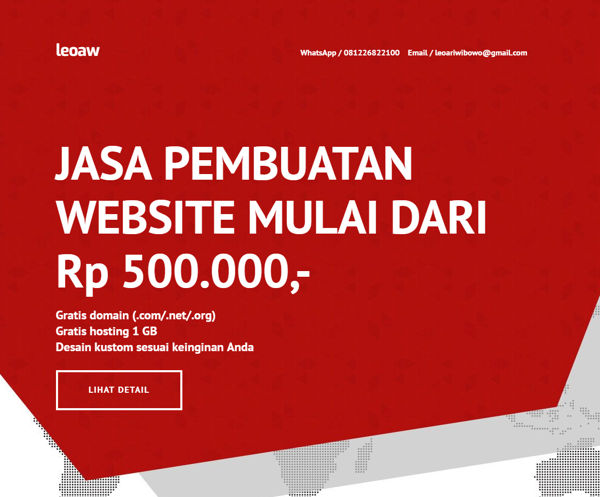 leoaw
WhatsApp / 081226822100 Email / leoariwibowo@gmail.com
JASA PEMBUATAN
WEBSITE MULAI DARI
Rp 500.000,-
Gratis domain (.com/.net/.org)
Gratis hosting 1 GB
Desain kustom sesuai keinginan Anda
LIHAT DETAIL